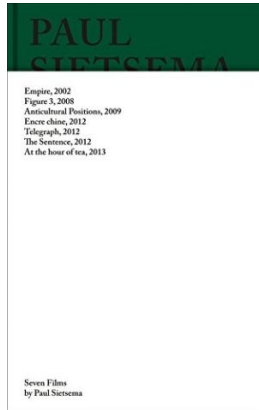 PAUL
SIETSEMA
Empire, 2002
Figure 3, 2008
Anticultural Positions, 2009
Encre chine, 2012
Telegraph, 2012
The Sentence, 2012
At the hour of tea, 2013
Seven Films
by Paul Sietsema